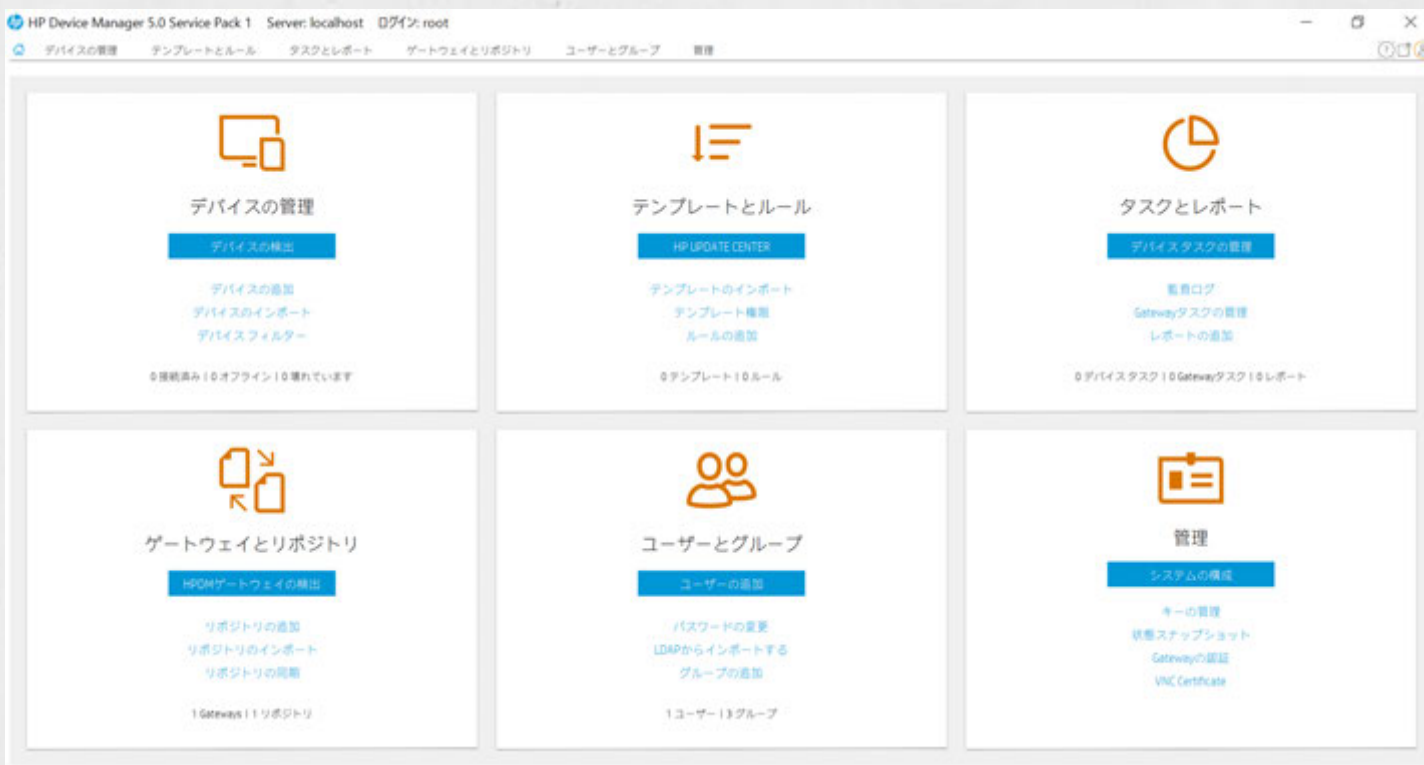 HP Device Manager 5.0 Service Pack 1 Server: localhost ログイン: root
デバイスの管理 テンプレートとルール タスクとレポート ゲートウェイとリポジトリ ユーザーとグループ 管理
デバイスの管理
デバイスの検出
デバイスの追加
デバイスのインポート
デバイス フィルター
0 接続済み | 0 オフライン | 0 壊れています
テンプレートとルール
HP UPDATE CENTER
テンプレートのインポート
テンプレート権限
ルールの追加
0 テンプレート | 0 ルール
タスクとレポート
デバイス タスクの管理
監査ログ
Gatewayタスクの管理
レポートの追加
0 デバイス タスク | 0 Gatewayタスク | 0 レポート
ゲートウェイとリポジトリ
HPDMゲートウェイの検出
リポジトリの追加
リポジトリのインポート
リポジトリの同期
1 Gateways | 1 リポジトリ
ユーザーとグループ
ユーザーの追加
パスワードの変更
LDAPからインポートする
グループの追加
1 ユーザー | 3 グループ
管理
システムの構成
キーの管理
状態スナップショット
Gatewayの認証
VNC Certificate